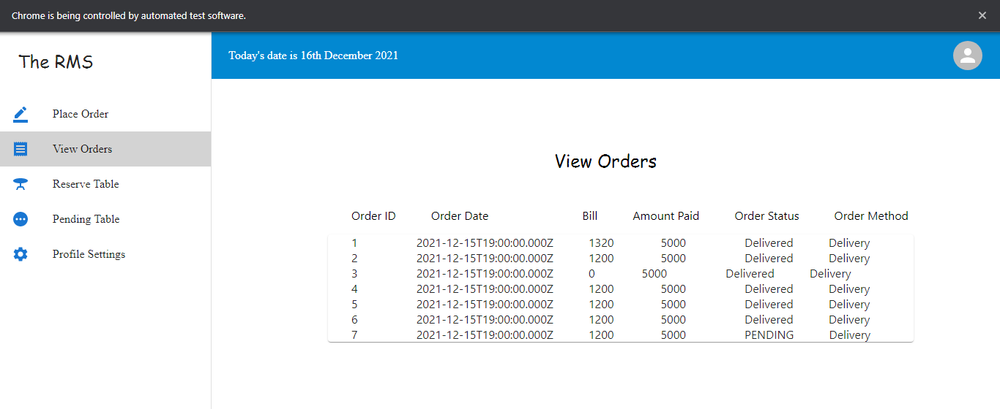 Chrome is being controlled by automated test software.
The RMS
Today's date is 16th December 2021
Place Order
View Orders
Reserve Table
Pending Table
Profile Settings
View Orders
Order ID Order Date Bill Amount Paid Order Status Order Method
1 2021-12-15T19:00:00.000Z 1320 5000 Delivered Delivery
2 2021-12-15T19:00:00.000Z 1200 5000 Delivered Delivery
3 2021-12-15T19:00:00.000Z 0 5000 Delivered Delivery
4 2021-12-15T19:00:00.000Z 1200 5000 Delivered Delivery
5 2021-12-15T19:00:00.000Z 1200 5000 Delivered Delivery
6 2021-12-15T19:00:00.000Z 1200 5000 Delivered Delivery
7 2021-12-15T19:00:00.000Z 1200 5000 PENDING Delivery